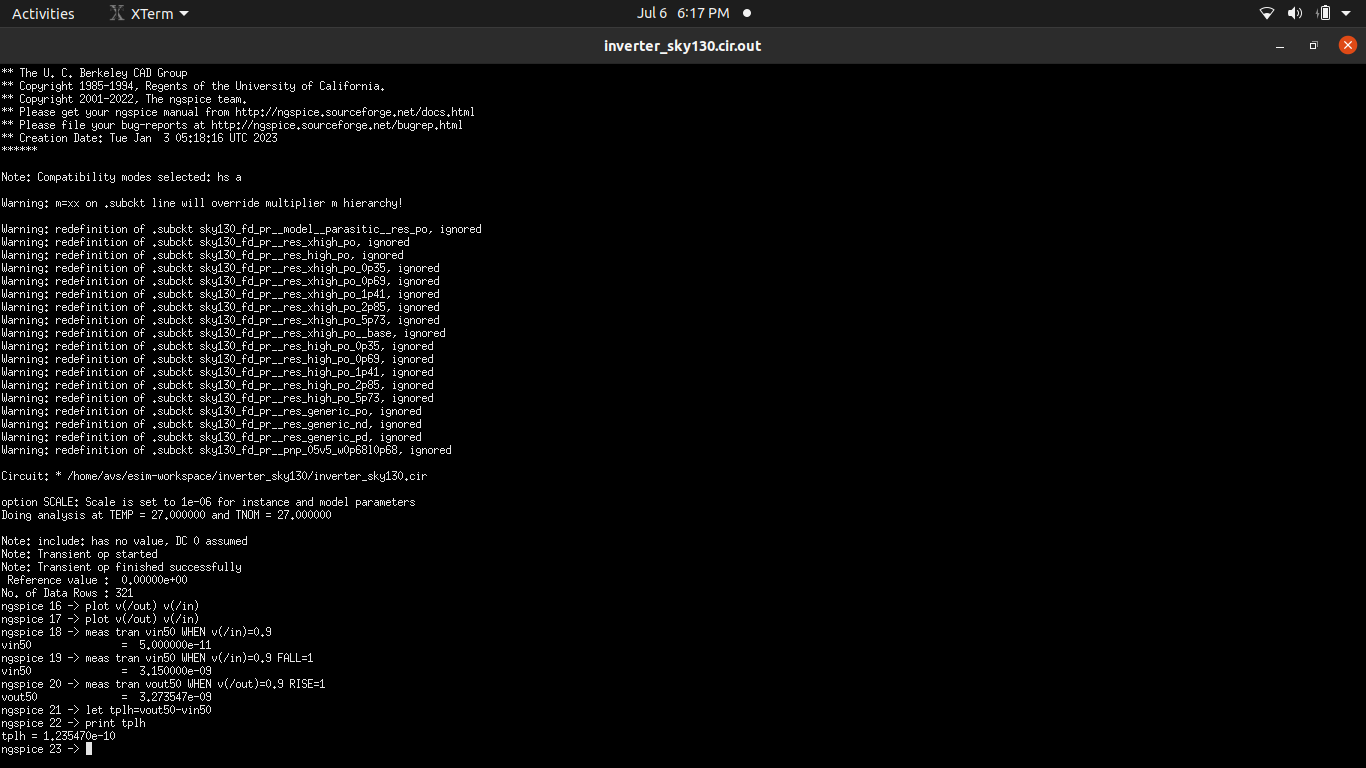 Activities XTerm Jul 6 6:17 PM
inverter_sky130.cir.out
** The U. C. Berkeley CAD Group
** Copyright 1985-1994, Regents of the University of California.
** Copyright 2001-2022, The ngspice team.
** Please get your ngspice manual from http://ngspice.sourceforge.net/docs.html
** Please file your bug-reports at http://ngspice.sourceforge.net/bugrep.html
** Creation Date: Tue Jan  3 05:18:16 UTC 2023
******
Note: Compatibility modes selected: hs a
Warning: m=xx on .subckt line will override multiplier m hierarchy!
Warning: redefinition of .subckt sky130_fd_pr__model__parasitic__res_po, ignored
Warning: redefinition of .subckt sky130_fd_pr__res_xhigh_po, ignored
Warning: redefinition of .subckt sky130_fd_pr__res_high_po, ignored
Warning: redefinition of .subckt sky130_fd_pr__res_xhigh_po_0p35, ignored
Warning: redefinition of .subckt sky130_fd_pr__res_xhigh_po_0p69, ignored
Warning: redefinition of .subckt sky130_fd_pr__res_xhigh_po_1p41, ignored
Warning: redefinition of .subckt sky130_fd_pr__res_xhigh_po_2p85, ignored
Warning: redefinition of .subckt sky130_fd_pr__res_xhigh_po_5p73, ignored
Warning: redefinition of .subckt sky130_fd_pr__res_xhigh_po__base, ignored
Warning: redefinition of .subckt sky130_fd_pr__res_high_po_0p35, ignored
Warning: redefinition of .subckt sky130_fd_pr__res_high_po_0p69, ignored
Warning: redefinition of .subckt sky130_fd_pr__res_high_po_1p41, ignored
Warning: redefinition of .subckt sky130_fd_pr__res_high_po_2p85, ignored
Warning: redefinition of .subckt sky130_fd_pr__res_high_po_5p73, ignored
Warning: redefinition of .subckt sky130_fd_pr__res_generic_po, ignored
Warning: redefinition of .subckt sky130_fd_pr__res_generic_nd, ignored
Warning: redefinition of .subckt sky130_fd_pr__res_generic_pd, ignored
Warning: redefinition of .subckt sky130_fd_pr__pnp_05v5_w0p68l0p68, ignored
Circuit: * /home/avs/esim-workspace/inverter_sky130/inverter_sky130.cir
option SCALE: Scale is set to 1e-06 for instance and model parameters
Doing analysis at TEMP = 27.000000 and TNOM = 27.000000
Note: include: has no value, DC 0 assumed
Note: Transient op started
Note: Transient op finished successfully
Reference value :  0.00000e+00
No. of Data Rows : 321
ngspice 16 -> plot v(/out) v(/in)
ngspice 17 -> plot v(/out) v(/in)
ngspice 18 -> meas tran vin50 WHEN v(/in)=0.9
vin50               =  5.000000e-11
ngspice 19 -> meas tran vin50 WHEN v(/in)=0.9 FALL=1
vin50               =  3.150000e-09
ngspice 20 -> meas tran vout50 WHEN v(/out)=0.9 RISE=1
vout50              =  3.273547e-09
ngspice 21 -> let tplh=vout50-vin50
ngspice 22 -> print tplh
tplh = 1.235470e-10
ngspice 23 ->